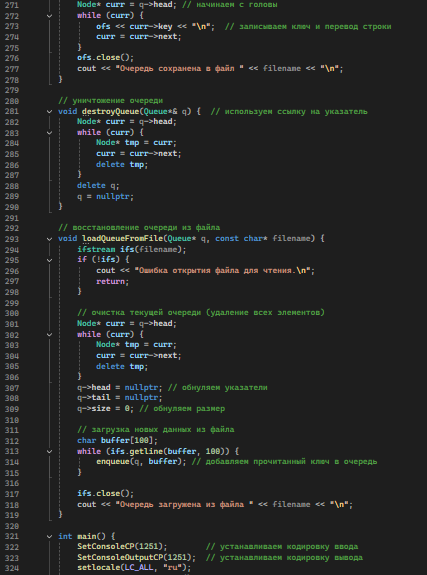 271 Node* curr = q->head; // начинаем с головы
272 while (curr) {
273 ofs << curr->key << "\n"; // записываем ключ и перевод строки
274 curr = curr->next;
275 }
276 ofs.close();
277 cout << "Очередь сохранена в файл " << filename << "\n";
278 }
279
280 // уничтожение очереди
281 void destroyQueue(Queue*& q) { // используем ссылку на указатель
282 Node* curr = q->head;
283 while (curr) {
284 Node* tmp = curr;
285 curr = curr->next;
286 delete tmp;
287 }
288 delete q;
289 q = nullptr;
290 }
291
292 // восстановление очереди из файла
293 void loadQueueFromFile(Queue* q, const char* filename) {
294 ifstream ifs(filename);
295 if (!ifs) {
296 cout << "Ошибка открытия файла для чтения.\n";
297 return;
298 }
299
300 // очистка текущей очереди (удаление всех элементов)
301 Node* curr = q->head;
302 while (curr) {
303 Node* tmp = curr;
304 curr = curr->next;
305 delete tmp;
306 }
307 q->head = nullptr; // обнуляем указатели
308 q->tail = nullptr;
309 q->size = 0; // обнуляем размер
310
311 // загрузка новых данных из файла
312 char buffer[100];
313 while (ifs.getline(buffer, 100)) {
314 enqueue(q, buffer); // добавляем прочитанный ключ в очередь
315 }
316
317 ifs.close();
318 cout << "Очередь загружена из файла " << filename << "\n";
319 }
320
321 int main() {
322 SetConsoleCP(1251); // устанавливаем кодировку ввода
323 SetConsoleOutputCP(1251); // устанавливаем кодировку вывода
324 setlocale(LC_ALL, "ru");